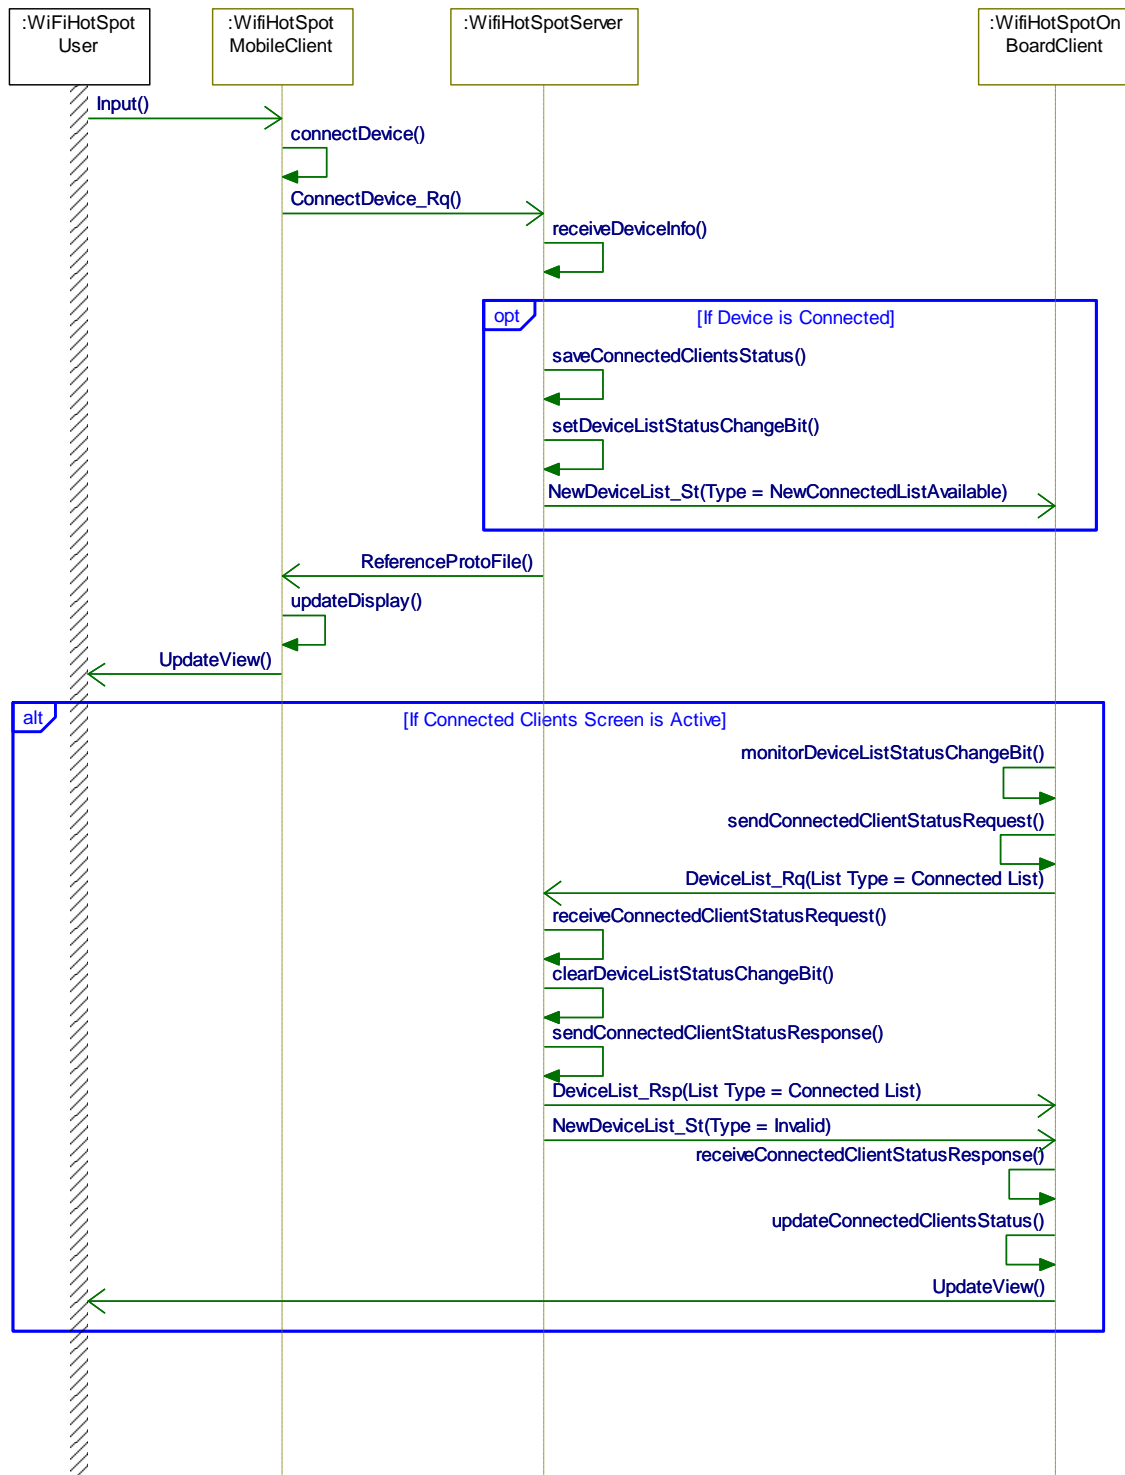 :WiFiHotSpot
User
:WifiHotSpot
MobileClient
:WifiHotSpotServer
:WifiHotSpotOn
BoardClient
Input()
connectDevice()
ConnectDevice_Rq()
receiveDeviceInfo()
opt
[If Device is Connected]
saveConnectedClientsStatus()
setDeviceListStatusChangeBit()
NewDeviceList_St(Type = NewConnectedListAvailable)
ReferenceProtoFile()
updateDisplay()
UpdateView()
alt
[If Connected Clients Screen is Active]
monitorDeviceListStatusChangeBit()
sendConnectedClientStatusRequest()
DeviceList_Rq(List Type = Connected List)
receiveConnectedClientStatusRequest()
clearDeviceListStatusChangeBit()
sendConnectedClientStatusResponse()
DeviceList_Rsp(List Type = Connected List)
NewDeviceList_St(Type = Invalid)
receiveConnectedClientStatusResponse()
updateConnectedClientsStatus()
UpdateView()